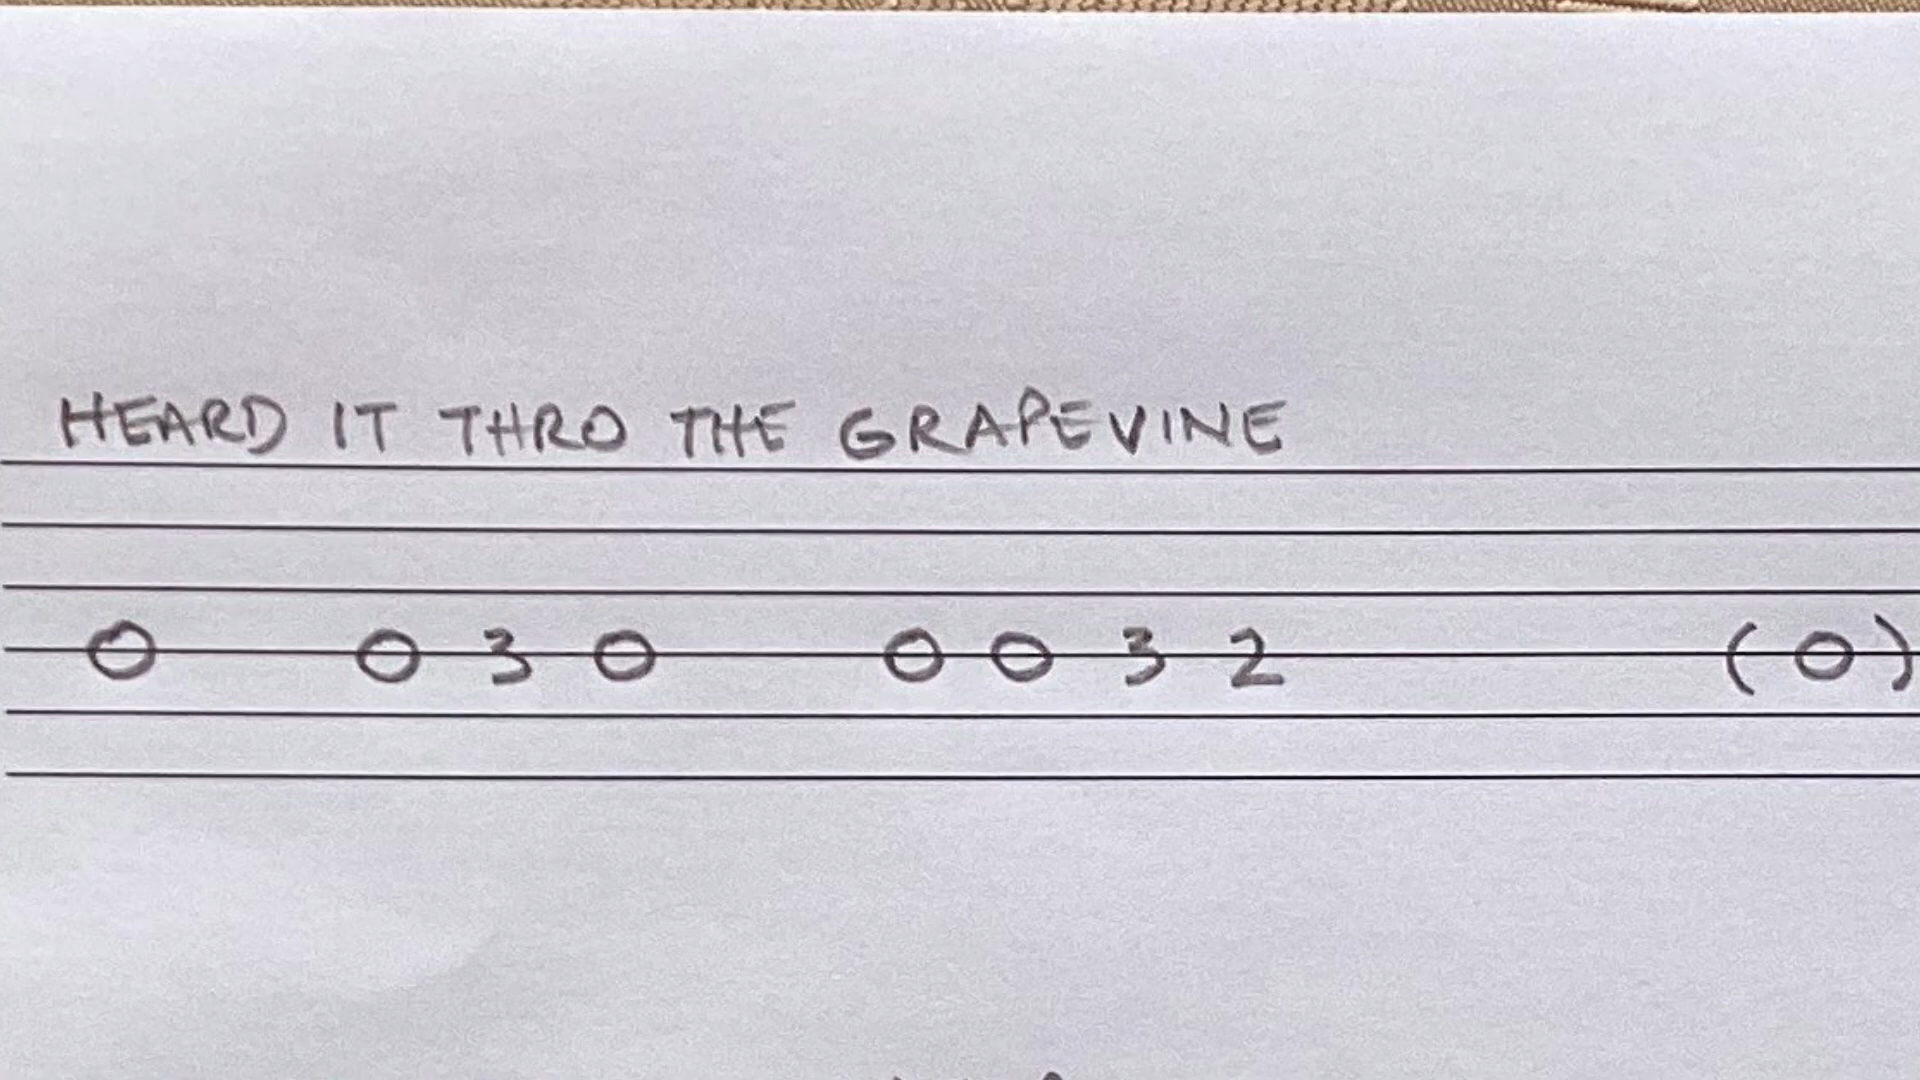 HEARD IT THRO THE GRAPEVINE
0 0 3 0 0 0 3 2 (0)